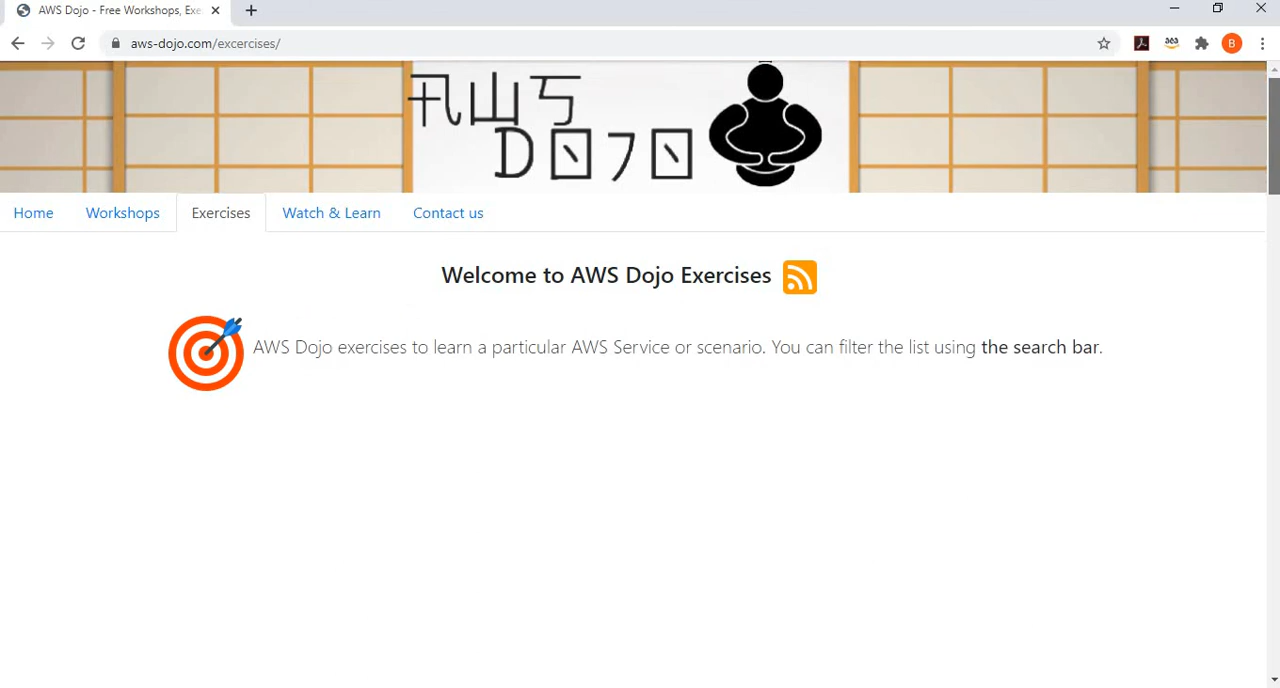 AWS Dojo - Free Workshops, Exe
aws-dojo.com/excercises/
B
AWS
DOJO
Home Workshops Exercises Watch & Learn Contact us
Welcome to AWS Dojo Exercises
AWS Dojo exercises to learn a particular AWS Service or scenario. You can filter the list using the search bar.